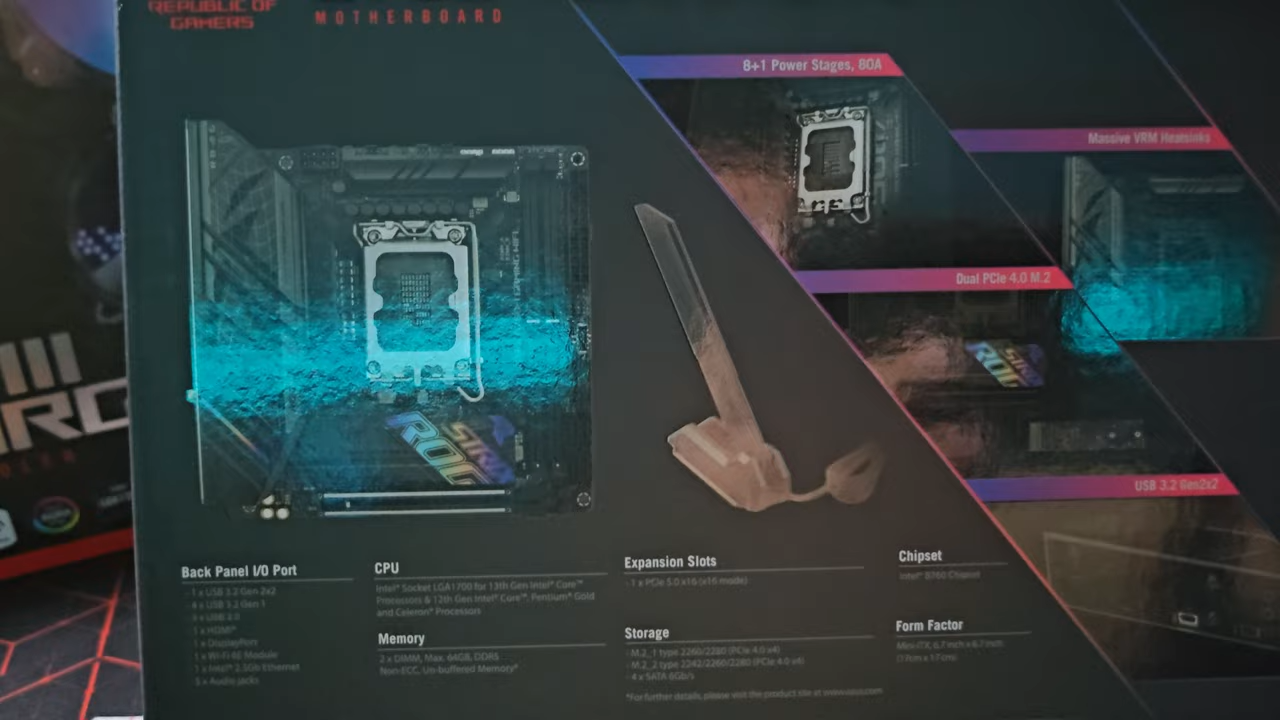 REPUBLIC OF
GAMERS
MOTHERBOARD
8+1 Power Stages, 80A
Massive VRM Heatsinks
Dual PCIe 4.0 M.2
USB 3.2 Gen2x2
STRIX
ROG
Back Panel I/O Port
- 1 x USB 3.2 Gen 2x2
- 4 x USB 3.2 Gen 1
- 3 x USB 2.0
- 1 x HDMI®
- 1 x DisplayPort
- 1 x Wi-Fi 6E Module
- 1 x Intel® 2.5Gb Ethernet
- 5 x Audio jacks
CPU
Intel® Socket LGA1700 for 13th Gen Intel® Core™
Processors & 12th Gen Intel® Core™, Pentium® Gold
and Celeron® Processors
Memory
2 x DIMM, Max. 64GB, DDR5
Non-ECC, Un-buffered Memory*
Expansion Slots
- 1 x PCIe 5.0 x16 (x16 mode)
Storage
- M.2_1 type 2260/2280 (PCIe 4.0 x4)
- M.2_2 type 2242/2260/2280 (PCIe 4.0 x4)
- 4 x SATA 6Gb/s
*For further details, please visit the product site at www.asus.com
Chipset
Intel® B760 Chipset
Form Factor
Mini-ITX, 6.7 inch x 6.7 inch
(17cm x 17cm)